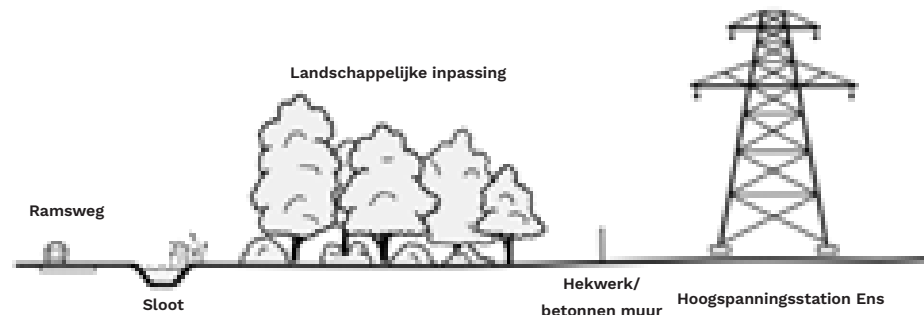 Landschappelijke inpassing
Ramsweg
Sloot
Hekwerk/
betonnen muur
Hoogspanningsstation Ens